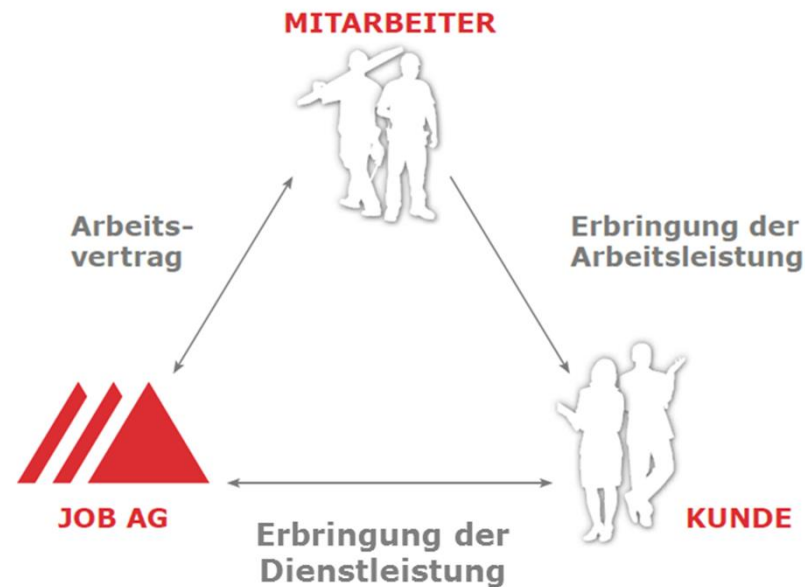 MITARBEITER
Arbeits-
vertrag
Erbringung der
Arbeitsleistung
JOB AG
KUNDE
Erbringung der
Dienstleistung